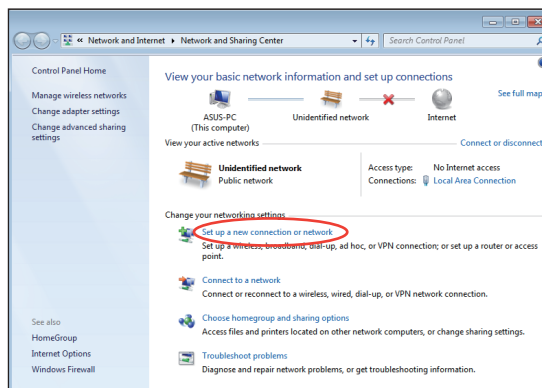 « Network and Internet ▸ Network and Sharing Center
Search Control Panel
Control Panel Home
Manage wireless networks
Change adapter settings
Change advanced sharing
settings
See also
HomeGroup
Internet Options
Windows Firewall
View your basic network information and set up connections
See full map
ASUS-PC
(This computer)
Unidentified network
Internet
View your active networks
Connect or disconnect
Unidentified network
Public network
Access type: No Internet access
Connections: Local Area Connection
Change your networking settings
Set up a new connection or network
Set up a wireless, broadband, dial-up, ad hoc, or VPN connection; or set up a router or access
point.
Connect to a network
Connect or reconnect to a wireless, wired, dial-up, or VPN network connection.
Choose homegroup and sharing options
Access files and printers located on other network computers, or change sharing settings.
Troubleshoot problems
Diagnose and repair network problems, or get troubleshooting information.